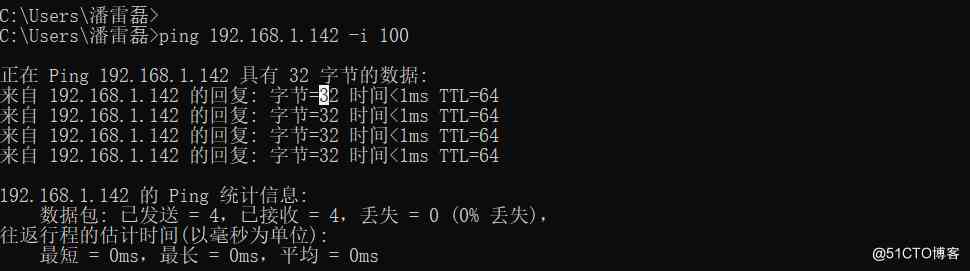 C:\Users\潘雷磊>
C:\Users\潘雷磊>ping 192.168.1.142 -i 100
正在 Ping 192.168.1.142 具有 32 字节的数据:
来自 192.168.1.142 的回复: 字节=32 时间<1ms TTL=64
来自 192.168.1.142 的回复: 字节=32 时间<1ms TTL=64
来自 192.168.1.142 的回复: 字节=32 时间<1ms TTL=64
来自 192.168.1.142 的回复: 字节=32 时间<1ms TTL=64
192.168.1.142 的 Ping 统计信息:
数据包: 已发送 = 4，已接收 = 4，丢失 = 0 (0% 丢失)，
往返行程的估计时间(以毫秒为单位):
最短 = 0ms，最长 = 0ms，平均 = 0ms
@51CTO博客